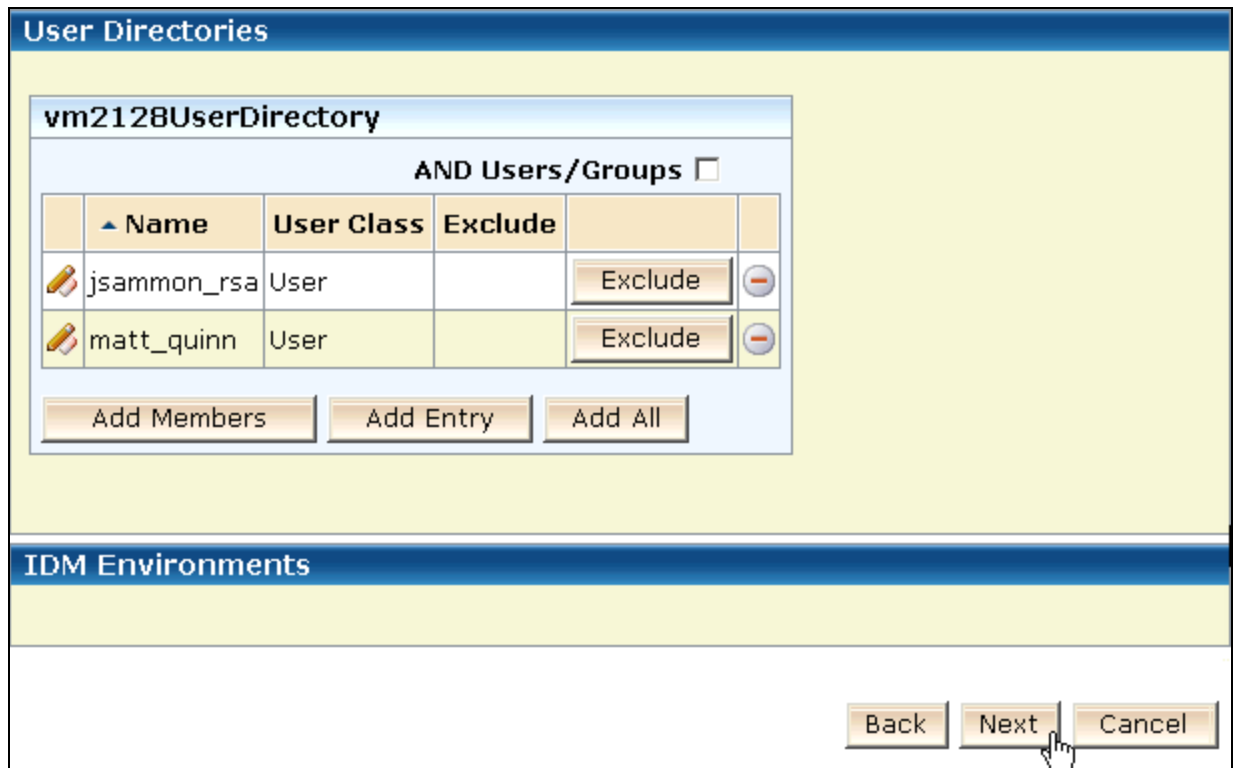 User Directories
vm2128UserDirectory
AND Users/Groups
Name User Class Exclude
jsammon_rsa User Exclude
matt_quinn User Exclude
Add Members Add Entry Add All
IDM Environments
Back Next Cancel